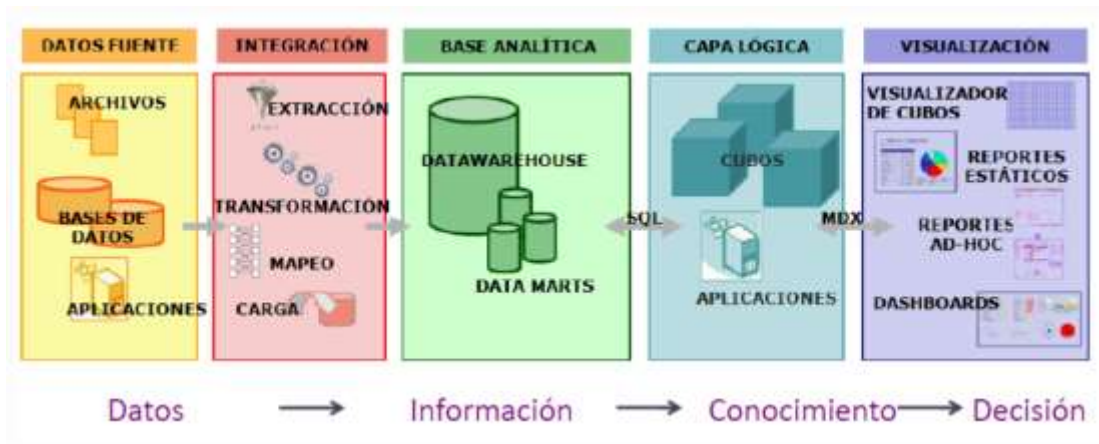 DATOS FUENTE
INTEGRACIÓN
BASE ANALÍTICA
CAPA LÓGICA
VISUALIZACIÓN
ARCHIVOS
BASES DE
DATOS
APLICACIONES
EXTRACCIÓN
TRANSFORMACIÓN
MAPEO
CARGA
DATAWAREHOUSE
DATA MARTS
SQL
CUBOS
APLICACIONES
MDX
VISUALIZADOR
DE CUBOS
REPORTES
ESTÁTICOS
REPORTES
AD-HOC
DASHBOARDS
Datos
Información
Conocimiento
Decisión